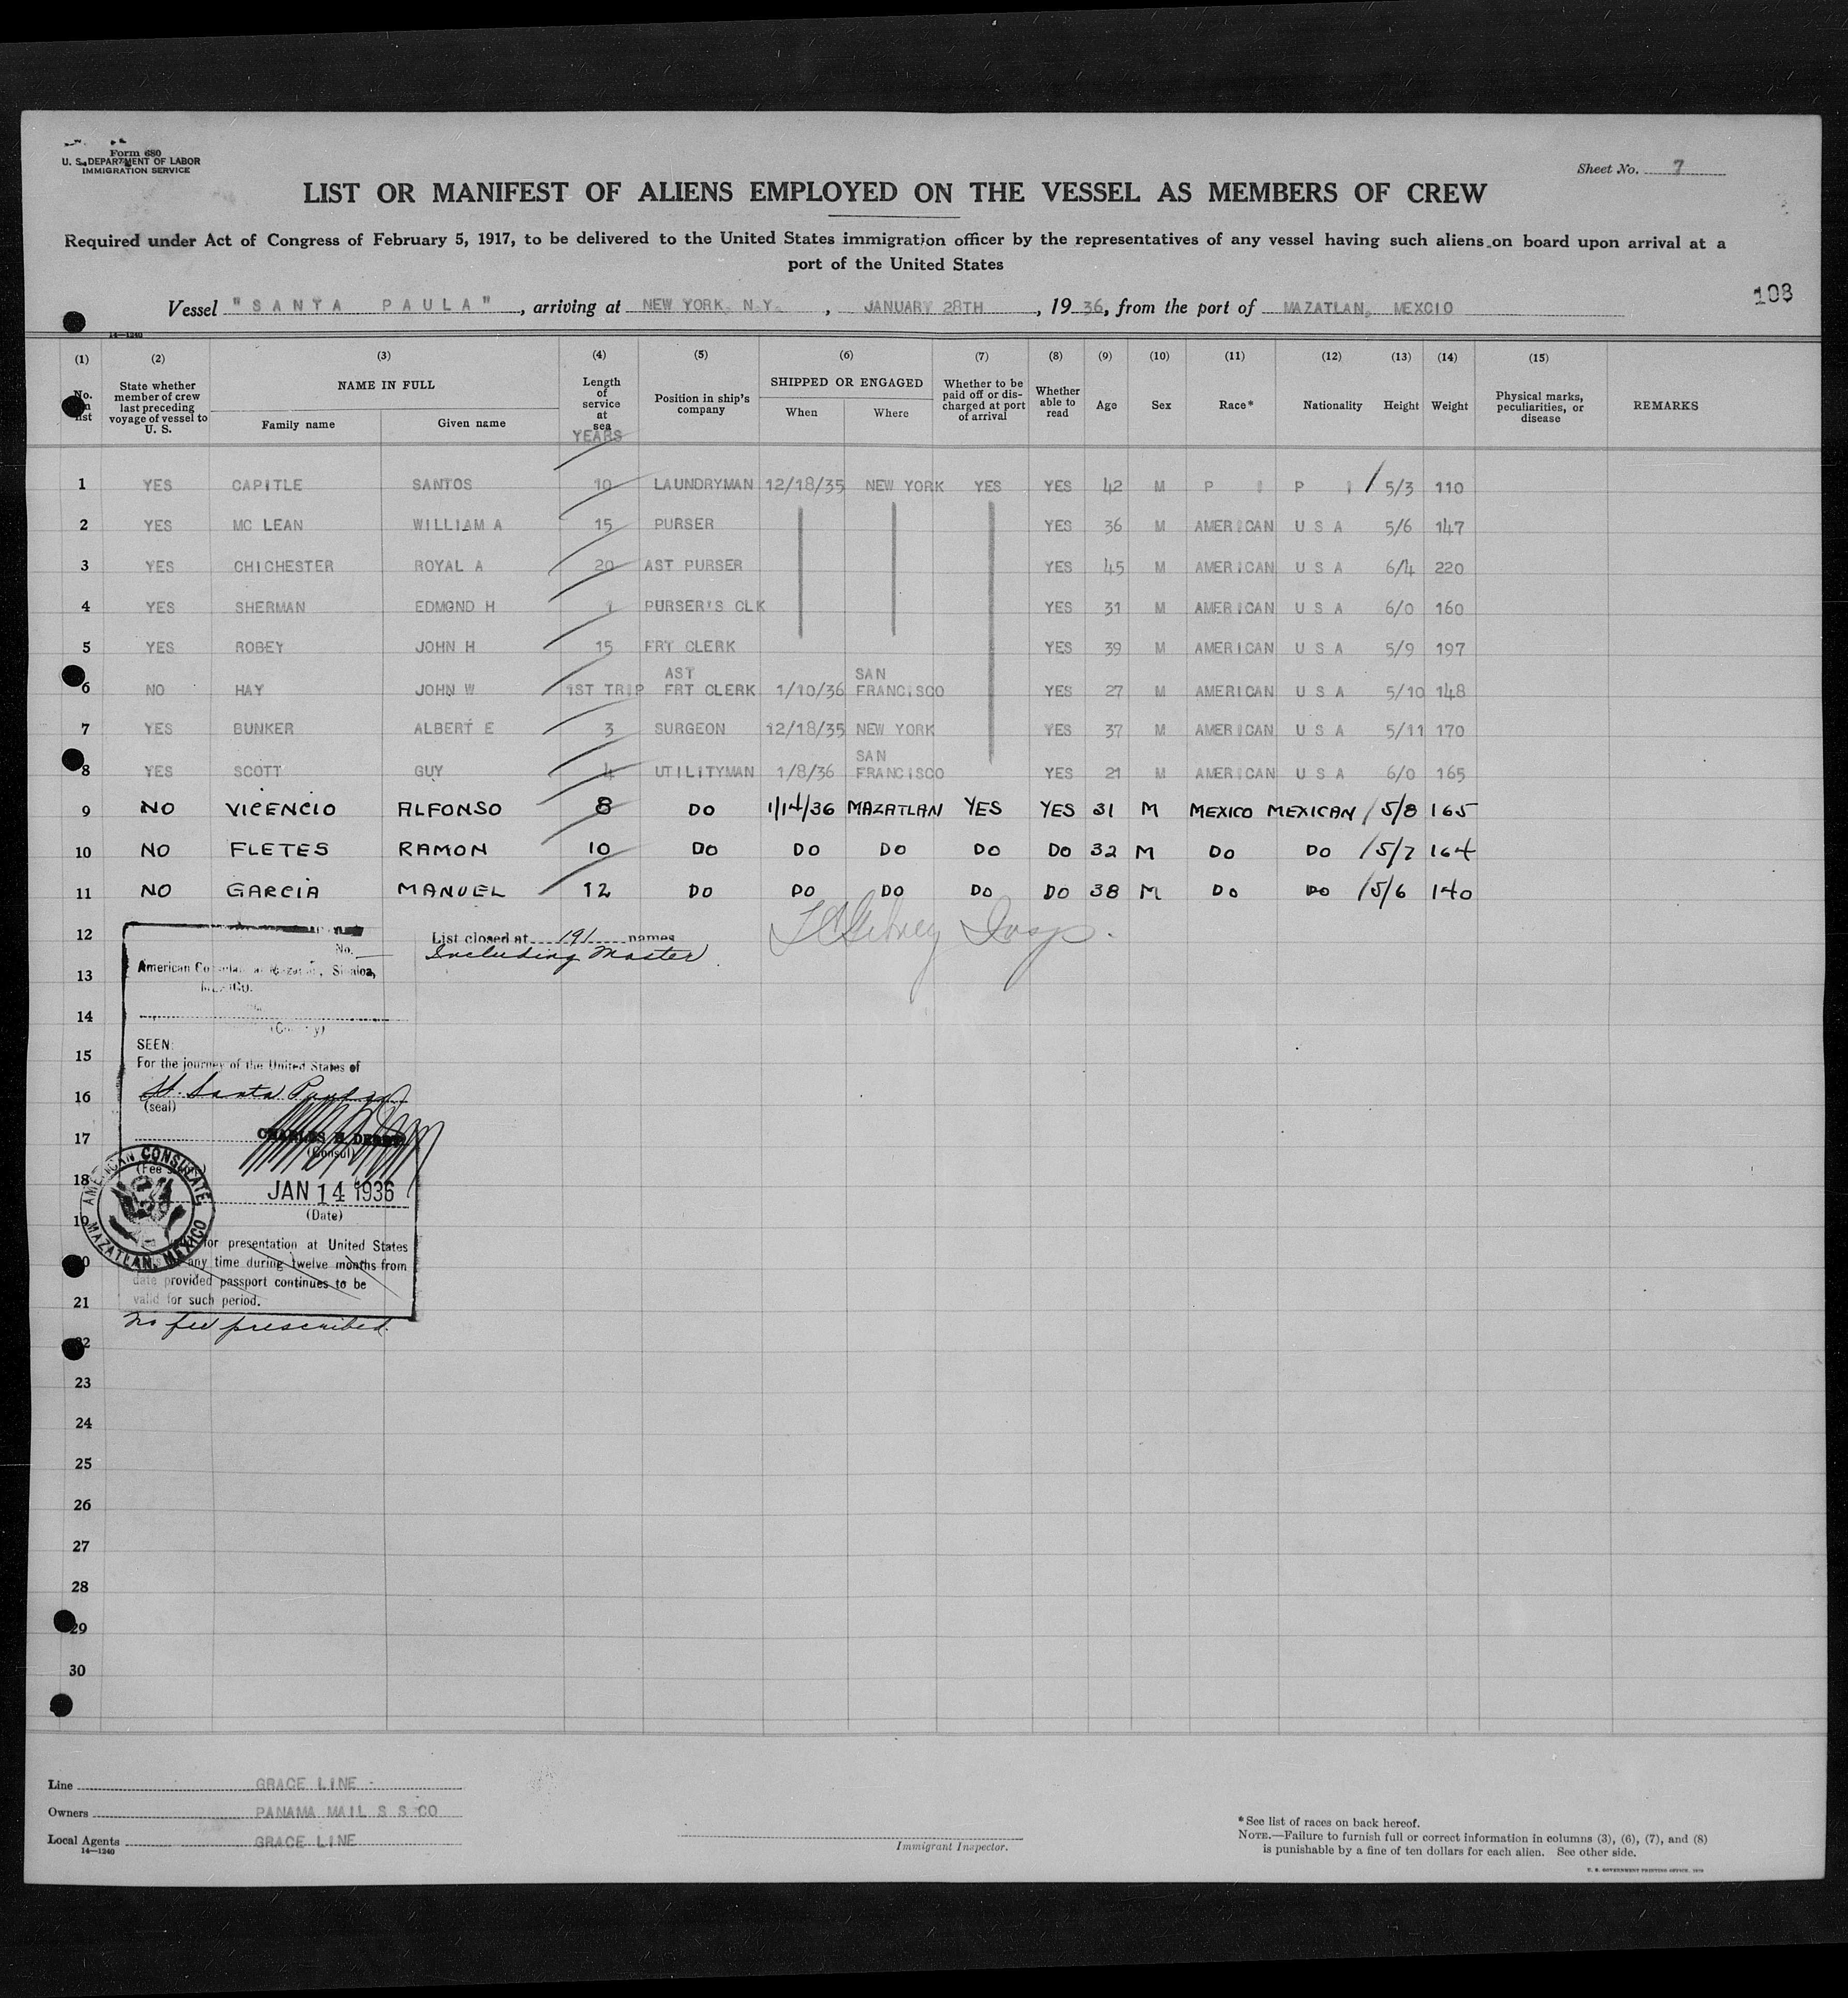 Form 680
U. S. DEPARTMENT OF LABOR
IMMIGRATION SERVICE
Sheet No. 7
LIST OR MANIFEST OF ALIENS EMPLOYED ON THE VESSEL AS MEMBERS OF CREW
Required under Act of Congress of February 5, 1917, to be delivered to the United States immigration officer by the representatives of any vessel having such aliens on board upon arrival at a
port of the United States
Vessel "SANTA PAULA", arriving at NEW YORK, N.Y., JANUARY 28TH, 1936, from the port of MAZATLAN, MEXCIO
108
14—1240
(1) (2) (3) (4) (5) (6) (7) (8) (9) (10) (11) (12) (13) (14) (15)
No. on list
State whether member of crew last preceding voyage of vessel to U. S.
NAME IN FULL
Family name Given name
Length of service at sea
YEARS
Position in ship's company
SHIPPED OR ENGAGED
When Where
Whether to be paid off or discharged at port of arrival
Whether able to read
Age Sex Race* Nationality Height Weight
Physical marks, peculiarities, or disease
REMARKS
1 YES CAPITLE SANTOS 10 LAUNDRYMAN 12/18/35 NEW YORK YES YES 42 M P I P I 5/3 110
2 YES MC LEAN WILLIAM A 15 PURSER YES 36 M AMERICAN U S A 5/6 147
3 YES CHICHESTER ROYAL A 20 AST PURSER YES 45 M AMERICAN U S A 6/4 220
4 YES SHERMAN EDMOND H 1 PURSER'S CLK YES 31 M AMERICAN U S A 6/0 160
5 YES ROBEY JOHN H 15 FRT CLERK YES 39 M AMERICAN U S A 5/9 197
6 NO HAY JOHN W 1ST TRIP AST FRT CLERK 1/10/36 SAN FRANCISCO YES 27 M AMERICAN U S A 5/10 148
7 YES BUNKER ALBERT E 3 SURGEON 12/18/35 NEW YORK YES 37 M AMERICAN U S A 5/11 170
8 YES SCOTT GUY 4 UTILITYMAN 1/8/36 SAN FRANCISCO YES 21 M AMERICAN U S A 6/0 165
9 NO VICENCIO ALFONSO 8 DO 1/14/36 MAZATLAN YES YES 31 M MEXICO MEXICAN 5/8 165
10 NO FLETES RAMON 10 DO DO DO DO DO 32 M DO DO 5/7 164
11 NO GARCIA MANUEL 12 DO DO DO DO DO 38 M DO DO 5/6 140
12
List closed at 191 names
Including Master
Insp.
No.
13
American Consulate at Mazatlan, Sinaloa,
MEXICO.
14
(Country)
SEEN:
15
For the journey of the United States of
16
SS. Santa Paula
(seal)
17
CHARLES H DERRY
(Consul)
(Fee stamp)
AMERICAN CONSULATE
MAZATLAN, MEXICO
18
JAN 14 1936
(Date)
19
for presentation at United States
20
any time during twelve months from
date provided passport continues to be
21
valid for such period.
No fee prescribed.
22
23
24
25
26
27
28
29
30
Line GRACE LINE
Owners PANAMA MAIL S S CO
Local Agents GRACE LINE
14—1240
Immigrant Inspector.
*See list of races on back hereof.
NOTE.—Failure to furnish full or correct information in columns (3), (6), (7), and (8)
is punishable by a fine of ten dollars for each alien. See other side.
U. S. GOVERNMENT PRINTING OFFICE